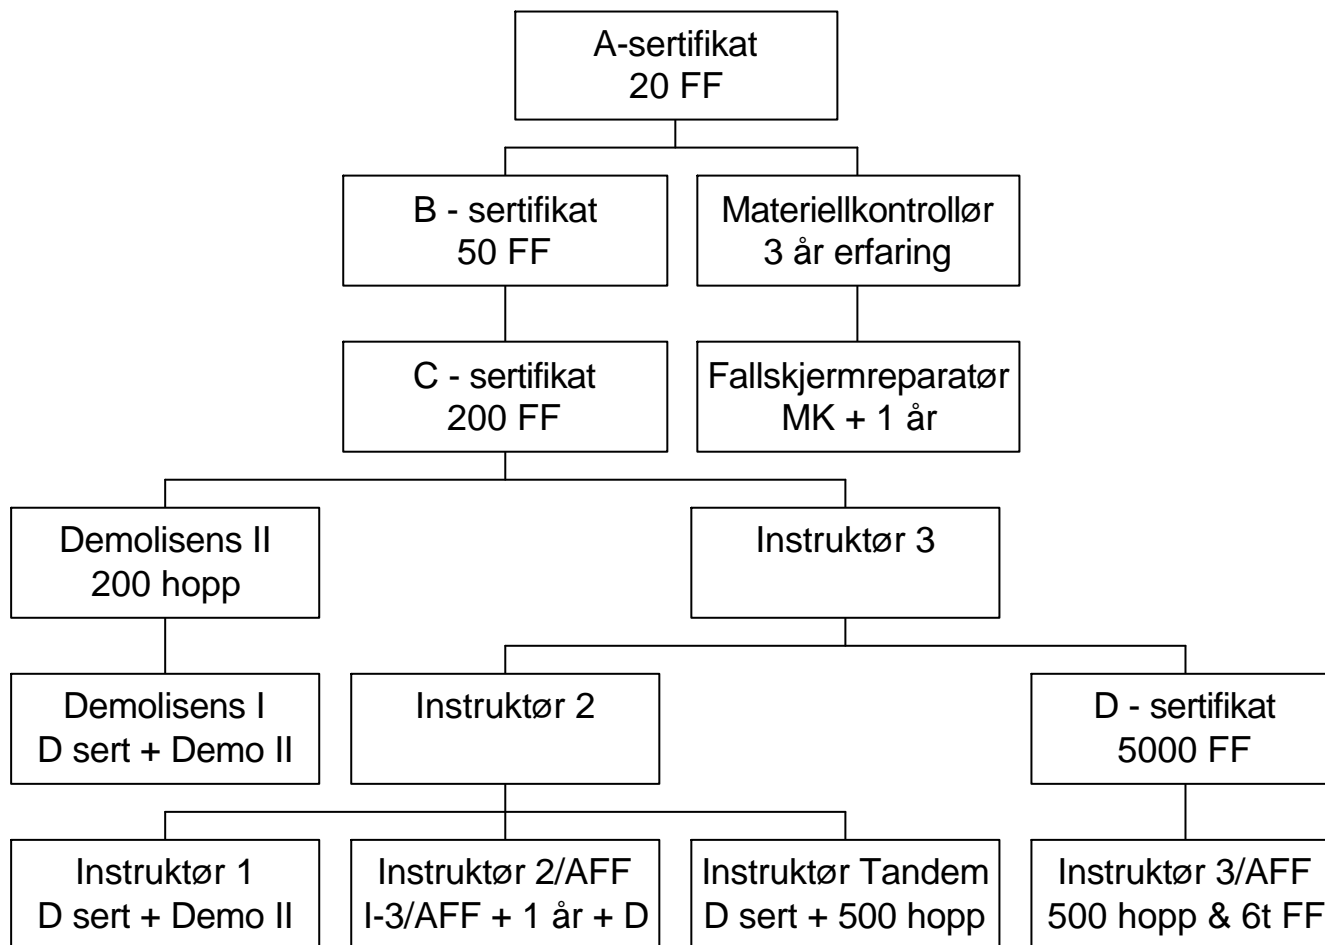 A-sertifikat
20 FF
B - sertifikat
50 FF
Materiellkontrollør
3 år erfaring
C - sertifikat
200 FF
Fallskjermreparatør
MK + 1 år
Demolisens II
200 hopp
Instruktør 3
Demolisens I
D sert + Demo II
Instruktør 2
D - sertifikat
5000 FF
Instruktør 1
D sert + Demo II
Instruktør 2/AFF
I-3/AFF + 1 år + D
Instruktør Tandem
D sert + 500 hopp
Instruktør 3/AFF
500 hopp & 6t FF